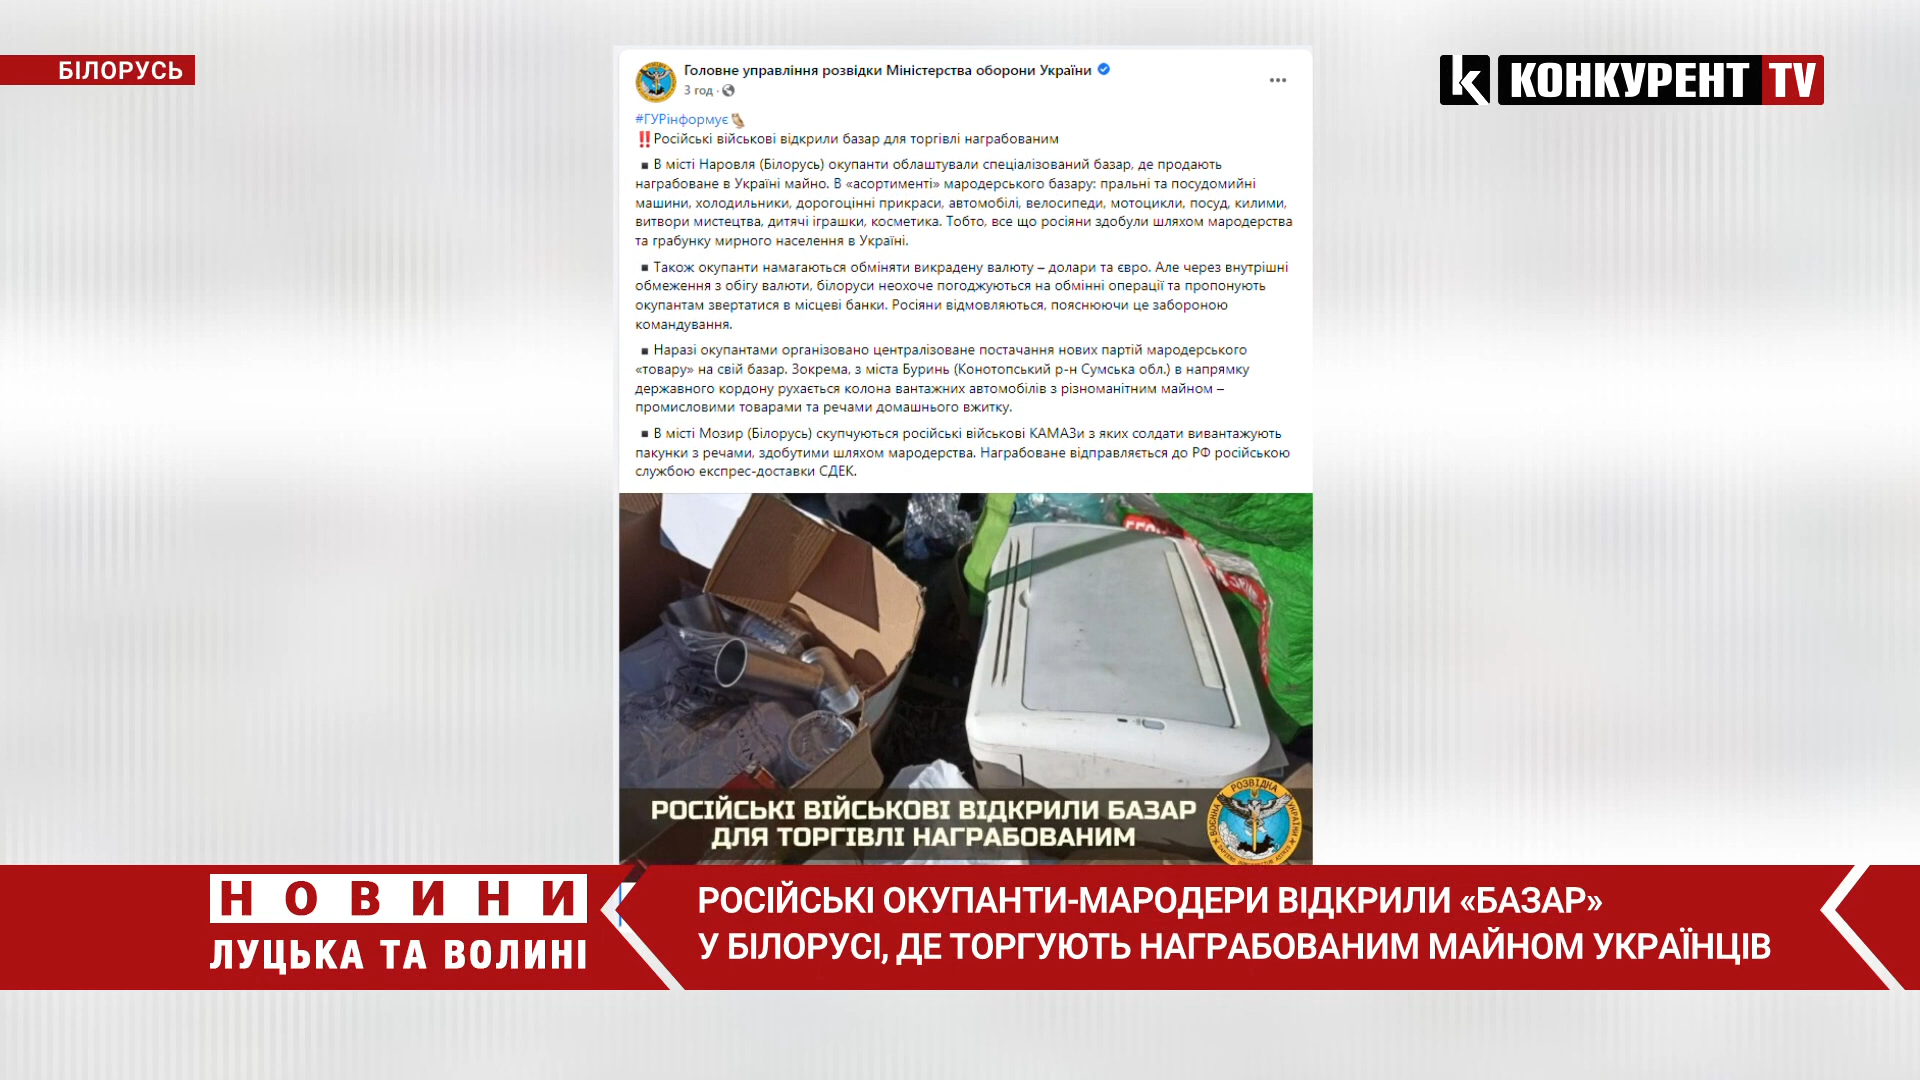 БІЛОРУСЬ
КОНКУРЕНТ TV
Головне управління розвідки Міністерства оборони України
3 год ·
#ГУРінформує
‼️Російські військові відкрили базар для торгівлі награбованим
▪️В місті Наровля (Білорусь) окупанти облаштували спеціалізований базар, де продають
награбоване в Україні майно. В «асортименті» мародерського базару: пральні та посудомийні
машини, холодильники, дорогоцінні прикраси, автомобілі, велосипеди, мотоцикли, посуд, килими,
витвори мистецтва, дитячі іграшки, косметика. Тобто, все що росіяни здобули шляхом мародерства
та грабунку мирного населення в Україні.
▪️Також окупанти намагаються обміняти викрадену валюту – долари та євро. Але через внутрішні
обмеження з обігу валюти, білоруси неохоче погоджуються на обмінні операції та пропонують
окупантам звертатися в місцеві банки. Росіяни відмовляються, пояснюючи це забороною
командування.
▪️Наразі окупантами організовано централізоване постачання нових партій мародерського
«товару» на свій базар. Зокрема, з міста Буринь (Конотопський р-н Сумська обл.) в напрямку
державного кордону рухається колона вантажних автомобілів з різноманітним майном –
промисловими товарами та речами домашнього вжитку.
▪️В місті Мозир (Білорусь) скупчуються російські військові КАМАЗи з яких солдати вивантажують
пакунки з речами, здобутими шляхом мародерства. Награбоване відправляється до РФ російською
службою експрес-доставки СДЕК.
РОСІЙСЬКІ ВІЙСЬКОВІ ВІДКРИЛИ БАЗАР
ДЛЯ ТОРГІВЛІ НАГРАБОВАНИМ
ВОЄННА РОЗВІДКА УКРАЇНИ
НОВИНИ
ЛУЦЬКА ТА ВОЛИНІ
РОСІЙСЬКІ ОКУПАНТИ-МАРОДЕРИ ВІДКРИЛИ «БАЗАР»
У БІЛОРУСІ, ДЕ ТОРГУЮТЬ НАГРАБОВАНИМ МАЙНОМ УКРАЇНЦІВ